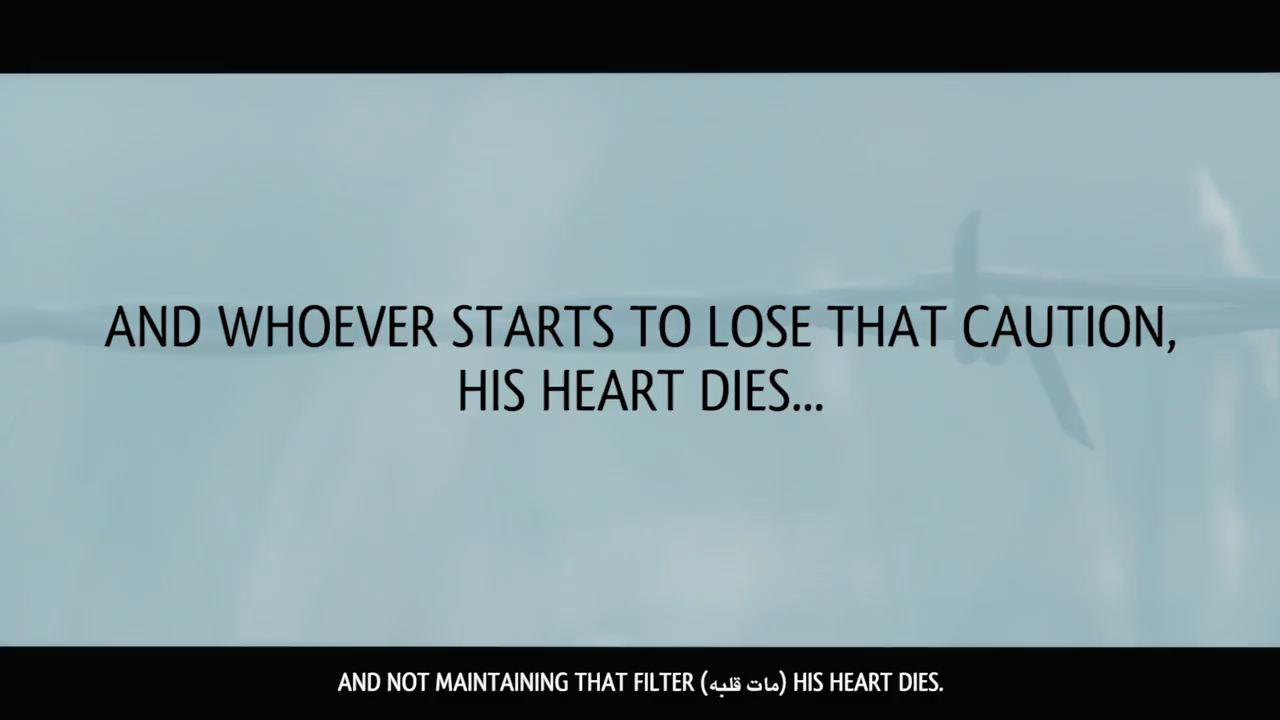 AND WHOEVER STARTS TO LOSE THAT CAUTION,
HIS HEART DIES...
AND NOT MAINTAINING THAT FILTER (مات قلبه) HIS HEART DIES.